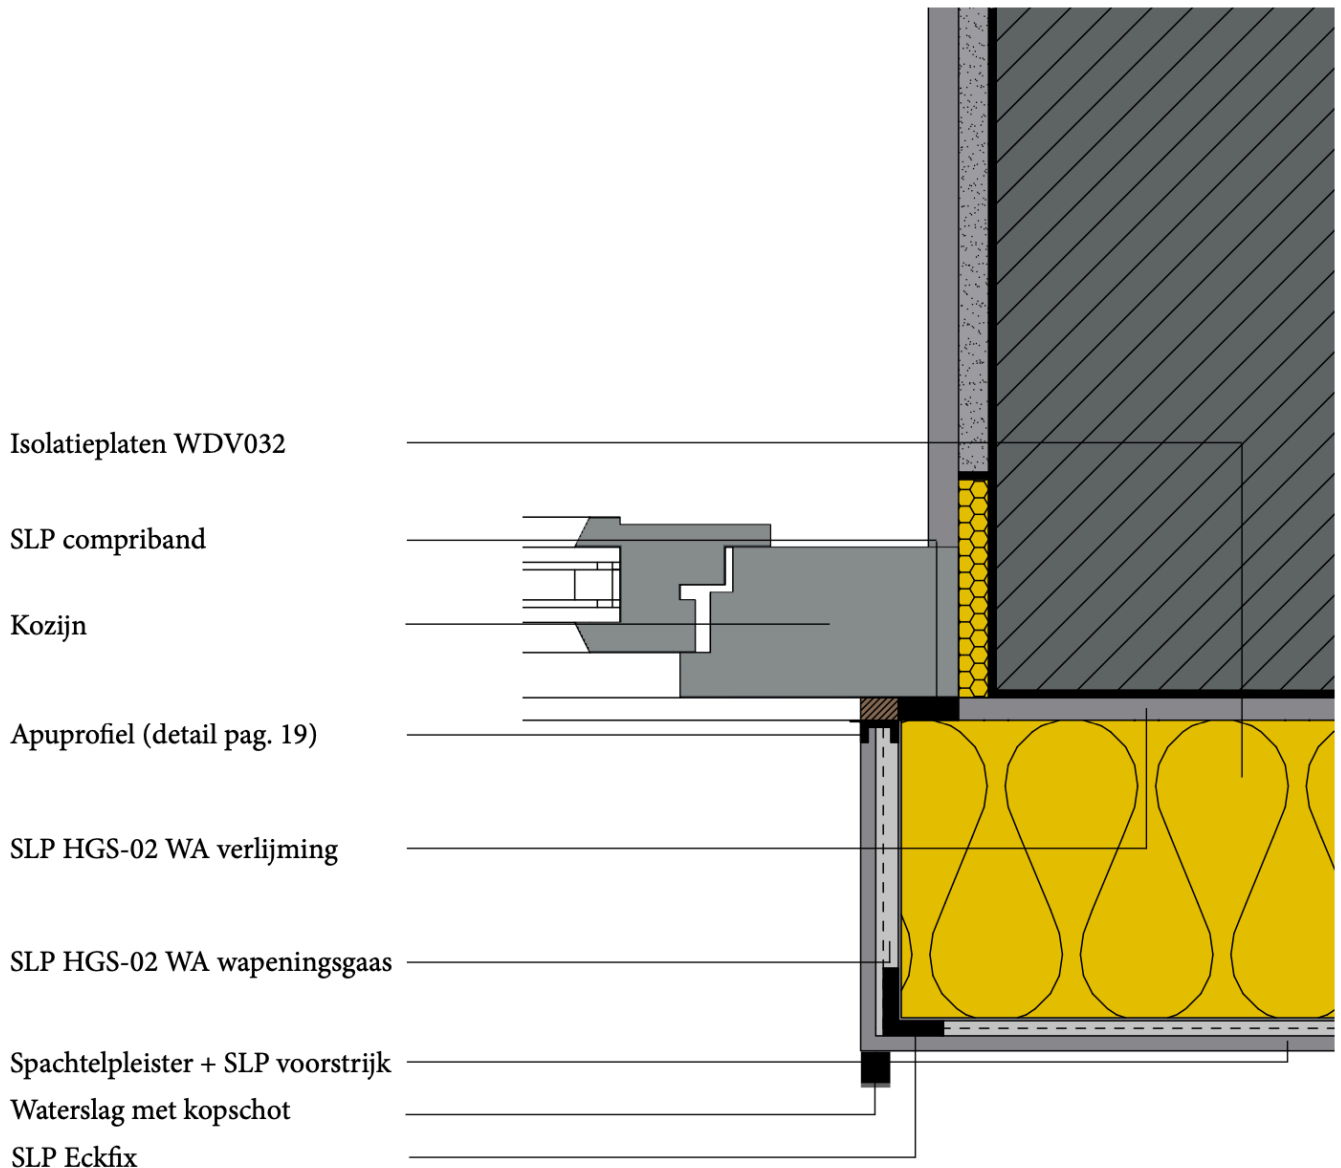 Isolatieplaten WDV032
SLP compriband
Kozijn
Apuprofiel (detail pag. 19)
SLP HGS-02 WA verlijming
SLP HGS-02 WA wapeningsgaas
Spachtelpleister + SLP voorstrijk
Waterslag met kopschot
SLP Eckfix